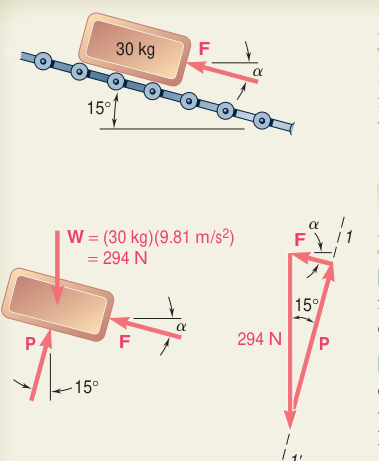 30 kg
F
α
15°
W = (30 kg)(9.81 m/s²)
= 294 N
α
P
F
15°
α
F
1
15°
294 N
P
1'